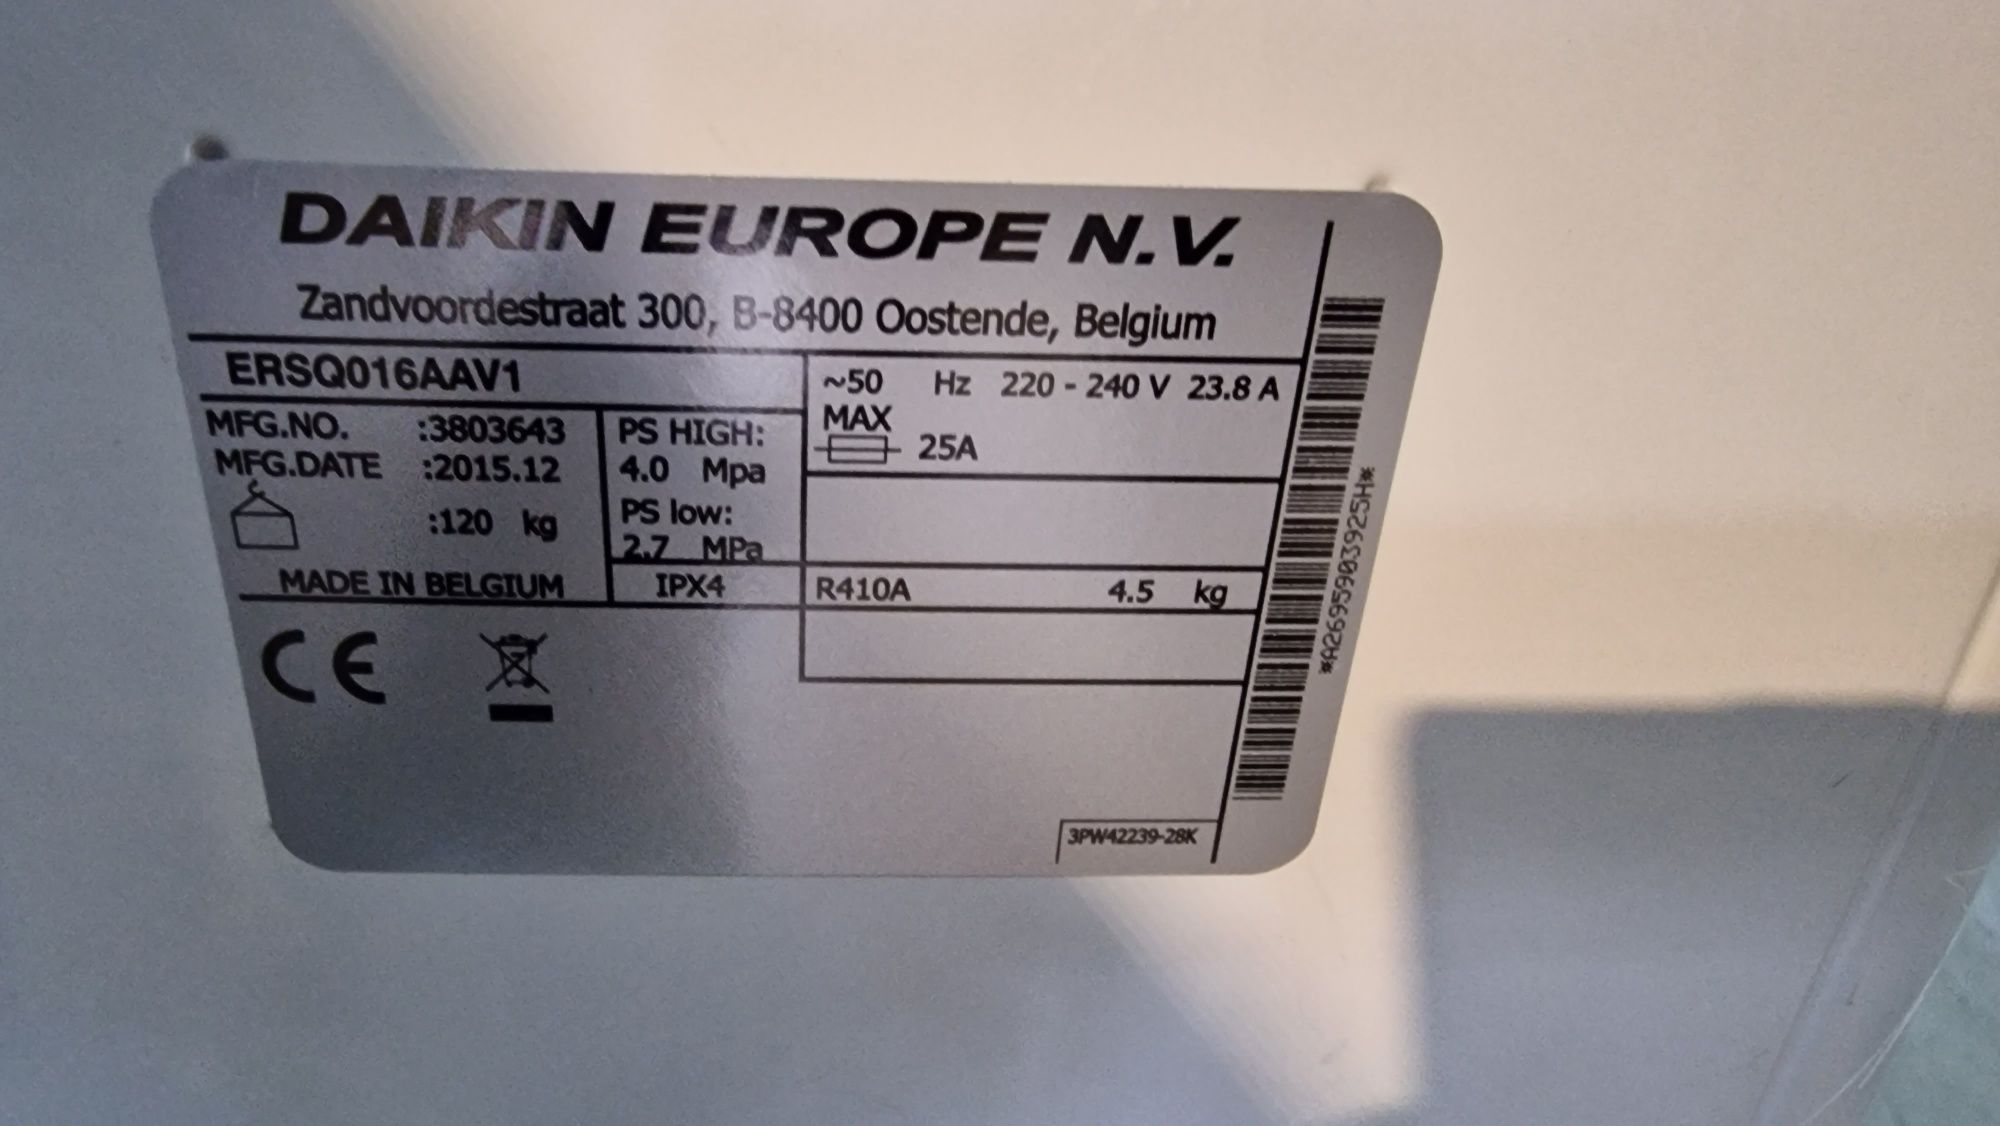 DAIKIN EUROPE N.V.
Zandvoordestraat 300, B-8400 Oostende, Belgium
ERSQ016AAV1
~50 Hz 220 - 240 V 23.8 A
MAX
25A
MFG.NO. :3803643
MFG.DATE :2015.12
:120 kg
MADE IN BELGIUM
PS HIGH:
4.0 Mpa
PS low:
2.7 MPa
IPX4
R410A 4.5 kg
CE
*A2695903925H*
3PW42239-28K